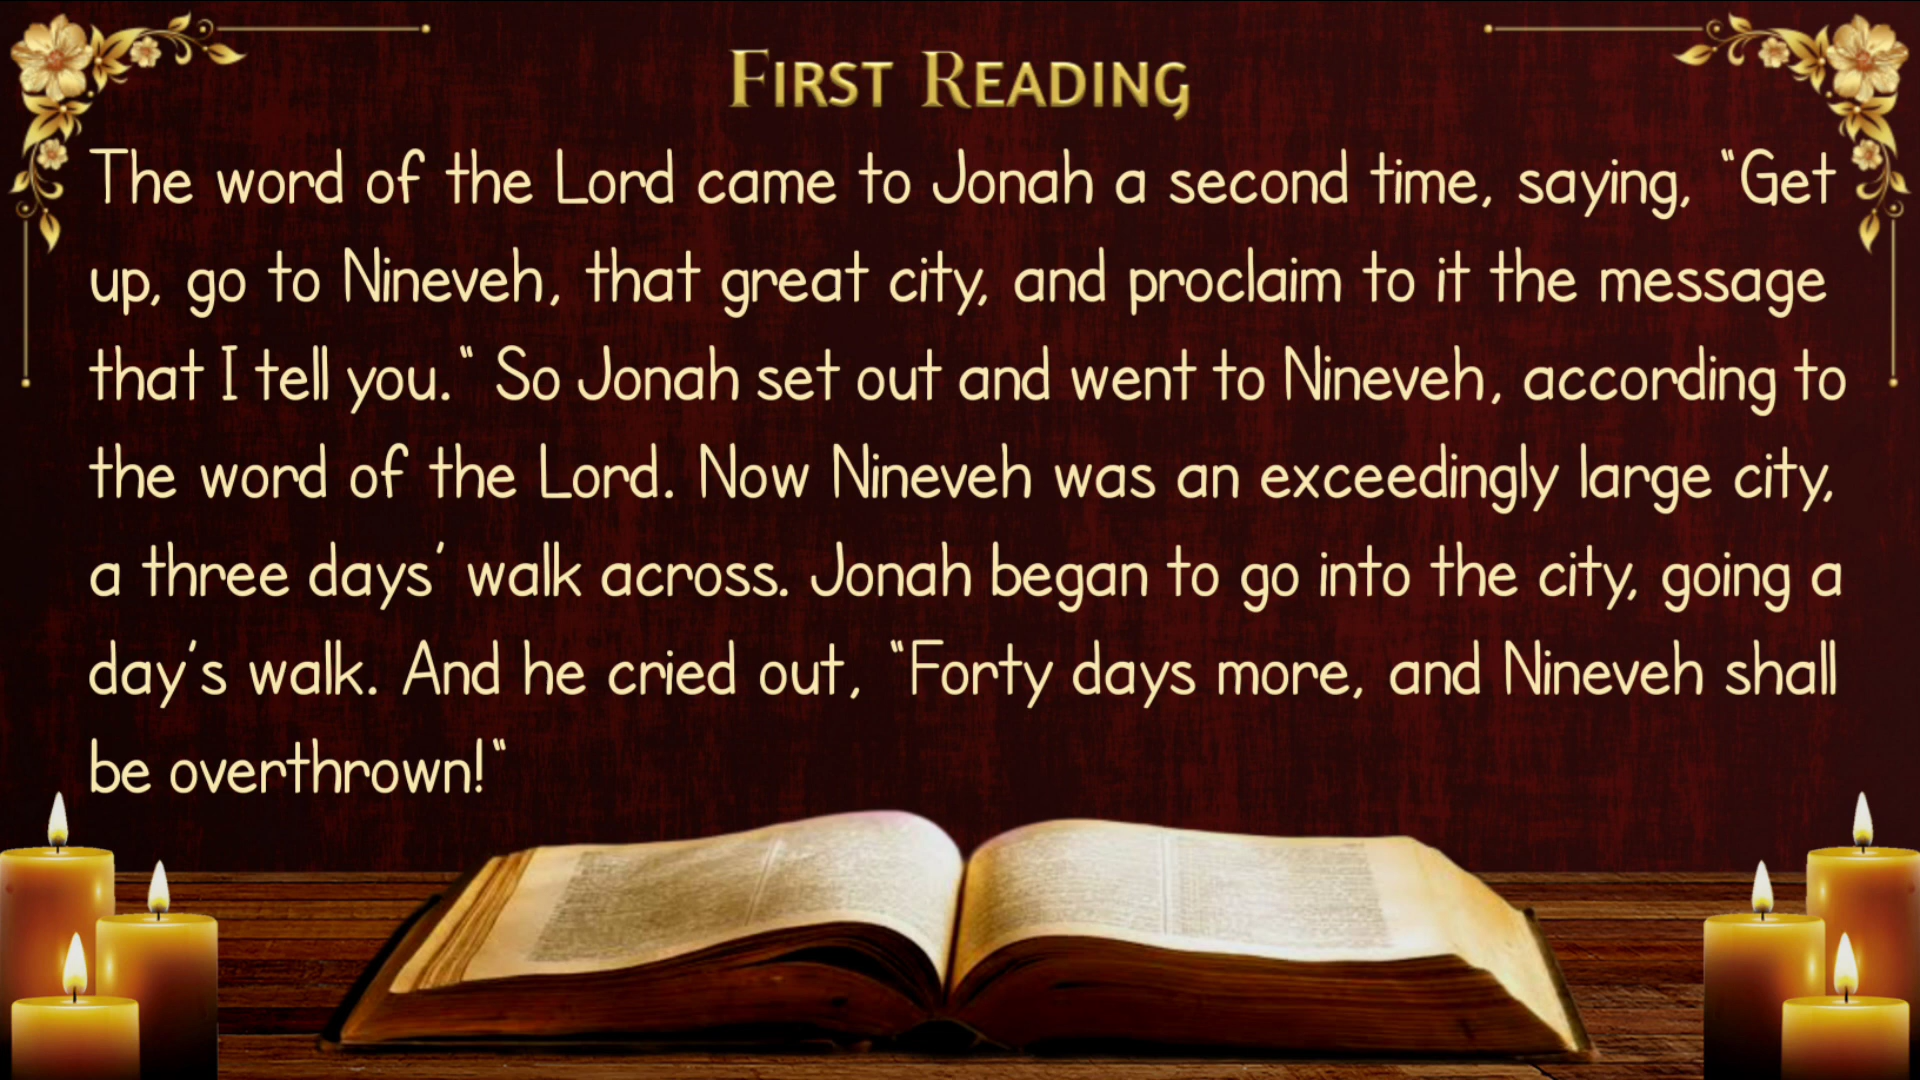 First Reading
The word of the Lord came to Jonah a second time, saying, “Get
up, go to Nineveh, that great city, and proclaim to it the message
that I tell you.“ So Jonah set out and went to Nineveh, according to
the word of the Lord. Now Nineveh was an exceedingly large city,
a three days’ walk across. Jonah began to go into the city, going a
day’s walk. And he cried out, “Forty days more, and Nineveh shall
be overthrown!“